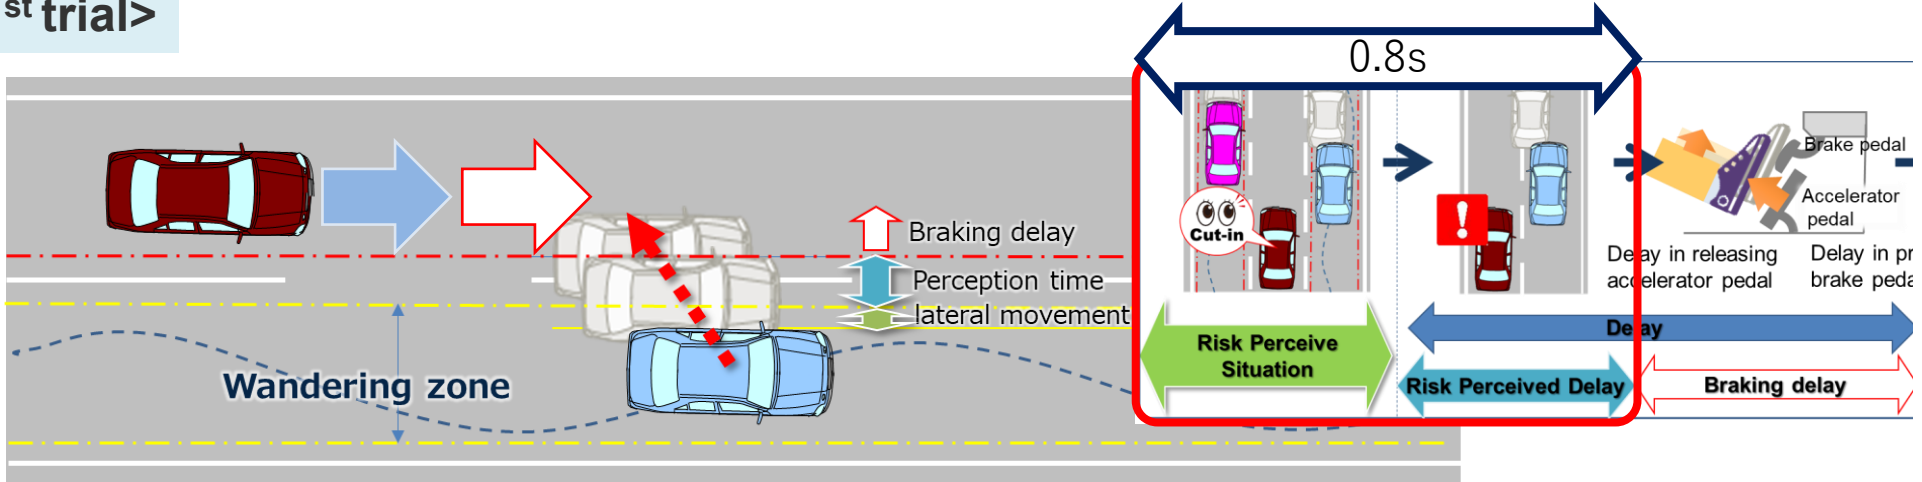 st trial>
0.8s
Braking delay
Perception time
lateral movement
Wandering zone
Cut-in
!
Brake pedal
Accelerator
pedal
Delay in releasing
accelerator pedal
Delay in pr
brake peda
Risk Perceive
Situation
Delay
Risk Perceived Delay
Braking delay